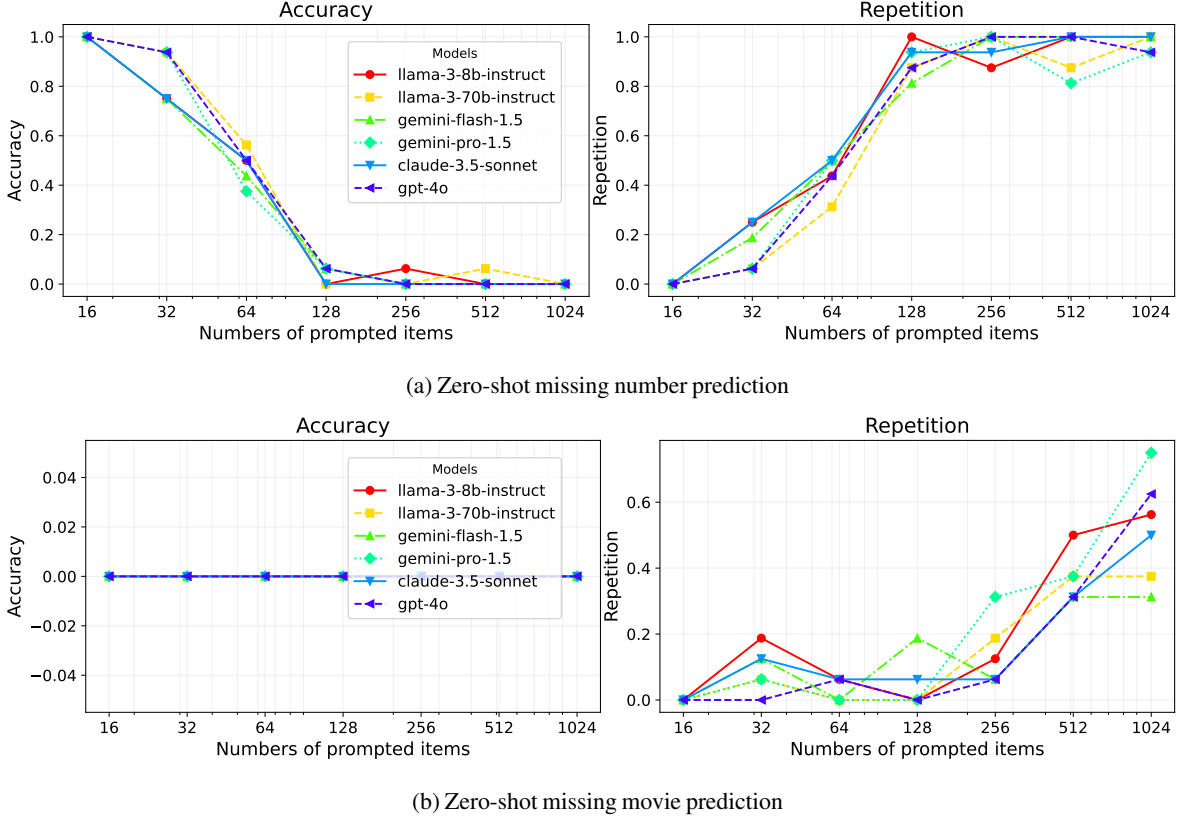 Accuracy
1.0
0.8
0.6
0.4
0.2
0.0
Accuracy
16 32 64 128 256 512 1024
Numbers of prompted items
Models
llama-3-8b-instruct
llama-3-70b-instruct
gemini-flash-1.5
gemini-pro-1.5
claude-3.5-sonnet
gpt-4o
Repetition
1.0
0.8
0.6
0.4
0.2
0.0
Repetition
16 32 64 128 256 512 1024
Numbers of prompted items
(a) Zero-shot missing number prediction
Accuracy
0.04
0.02
0.00
−0.02
−0.04
Accuracy
16 32 64 128 256 512 1024
Numbers of prompted items
Models
llama-3-8b-instruct
llama-3-70b-instruct
gemini-flash-1.5
gemini-pro-1.5
claude-3.5-sonnet
gpt-4o
Repetition
0.6
0.4
0.2
0.0
Repetition
16 32 64 128 256 512 1024
Numbers of prompted items
(b) Zero-shot missing movie prediction